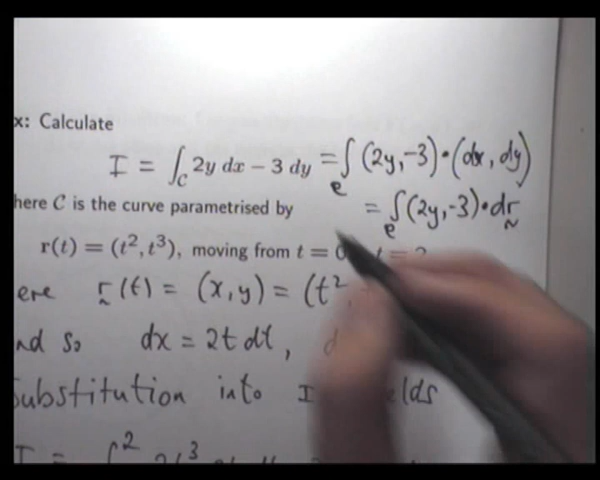 x: Calculate
I = ∫_C 2y dx − 3 dy = ∫_C (2y, −3) • (dx, dy)
= ∫_C (2y, −3) • dr
here C is the curve parametrised by
r(t) = (t², t³), moving from t = 0
ere r(t) = (x, y) = (t²,
nd so dx = 2t dt, d
Substitution into I
I = ∫ 2